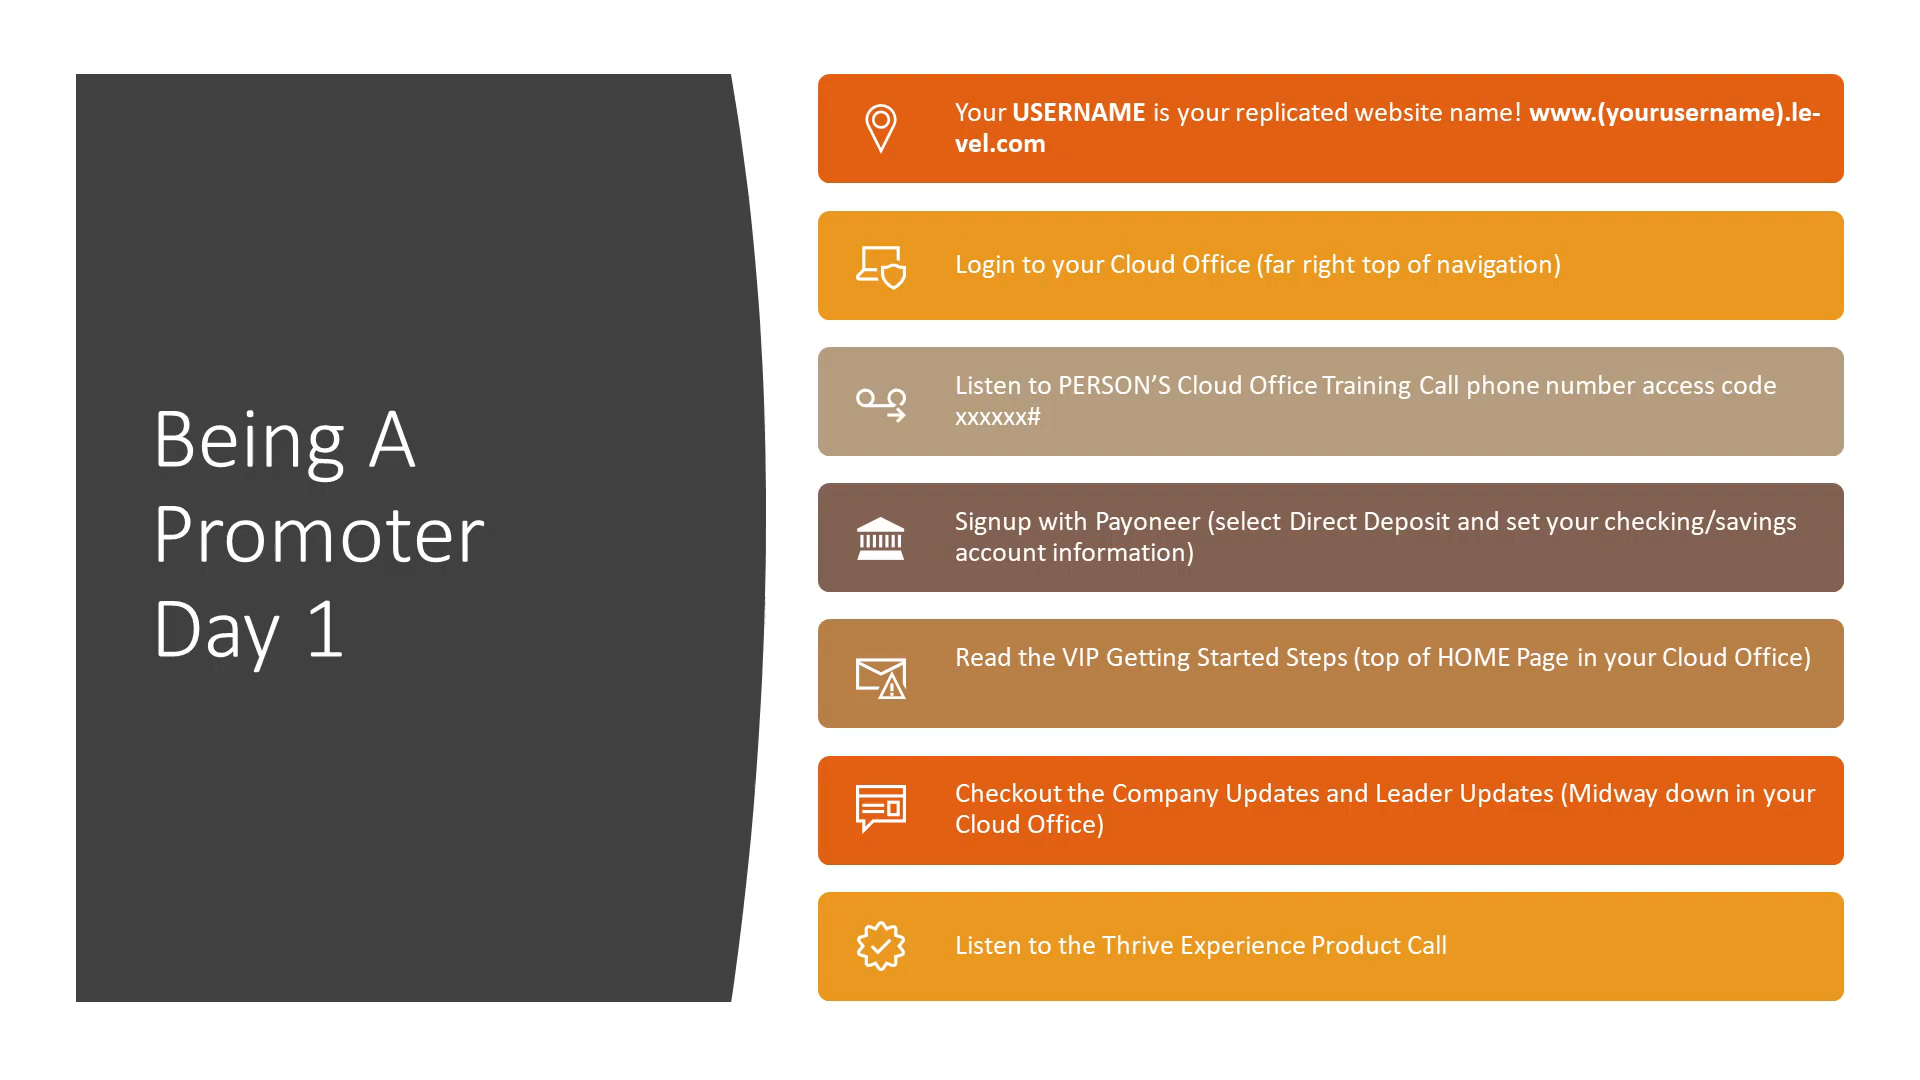 Being A
Promoter
Day 1
Your USERNAME is your replicated website name! www.(yourusername).le-
vel.com
Login to your Cloud Office (far right top of navigation)
Listen to PERSON’S Cloud Office Training Call phone number access code
xxxxxx#
Signup with Payoneer (select Direct Deposit and set your checking/savings
account information)
Read the VIP Getting Started Steps (top of HOME Page in your Cloud Office)
Checkout the Company Updates and Leader Updates (Midway down in your
Cloud Office)
Listen to the Thrive Experience Product Call